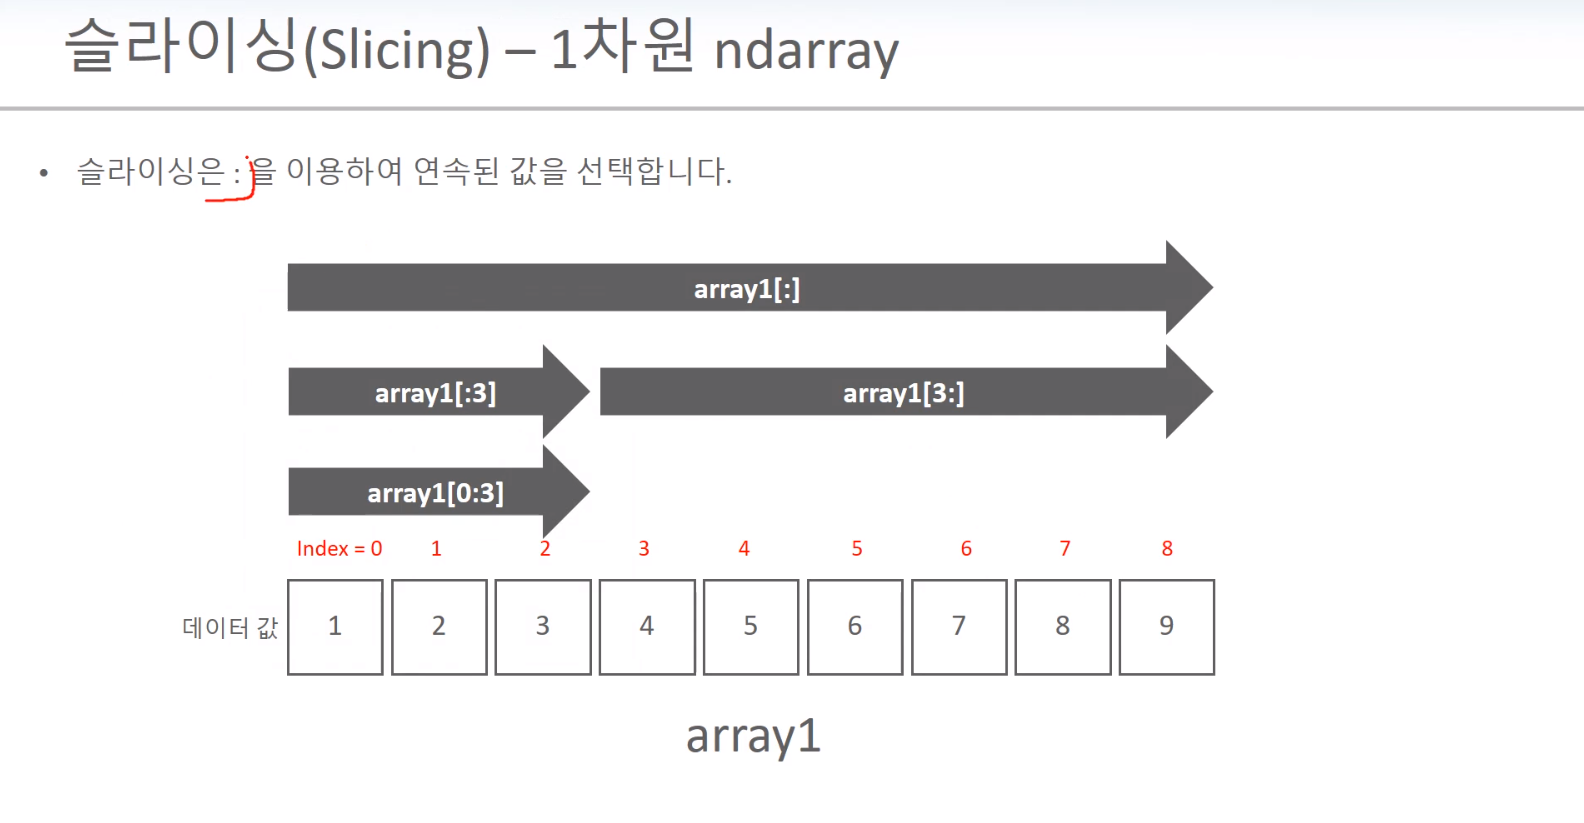 슬라이싱(Slicing) – 1차원 ndarray
• 슬라이싱은 : 을 이용하여 연속된 값을 선택합니다.
array1[:]
array1[:3] array1[3:]
array1[0:3]
Index = 0 1 2 3 4 5 6 7 8
데이터 값 1 2 3 4 5 6 7 8 9
array1